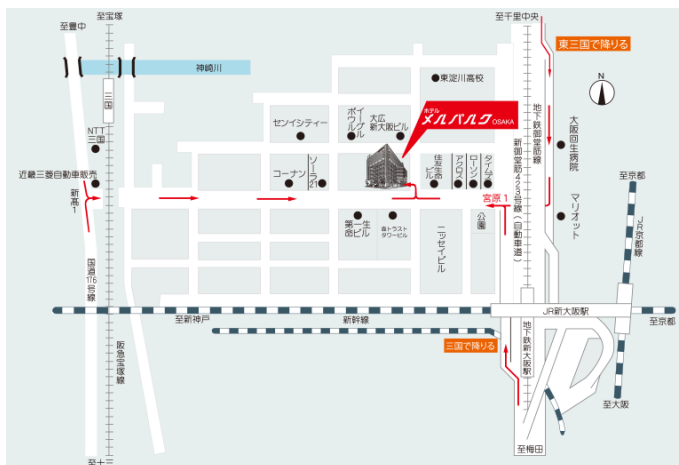 至宝塚
至豊中
至千里中央
東三国で降りる
神崎川
三国
東淀川高校
N
ホテル
メルパルク OSAKA
NTT
三国
センイシティー
ボイウルグル
大広
新大阪ビル
地下鉄御堂筋線
大阪回生病院
近畿三菱自動車販売
コーナン
ソーラ21
住友生命ビル
アクロス
ローソン
タイムズ
至京都
新高1
宮原1
新御堂筋423号線(自動車道)
マリオット
JR京都線
第一生命ビル
森トラスト
タワービル
ニッセイビル
公園
国道176号線
JR新大阪駅
至新神戸
新幹線
至京都
地下鉄新大阪駅
三国で降りる
阪急宝塚線
至大阪
至梅田
至十三